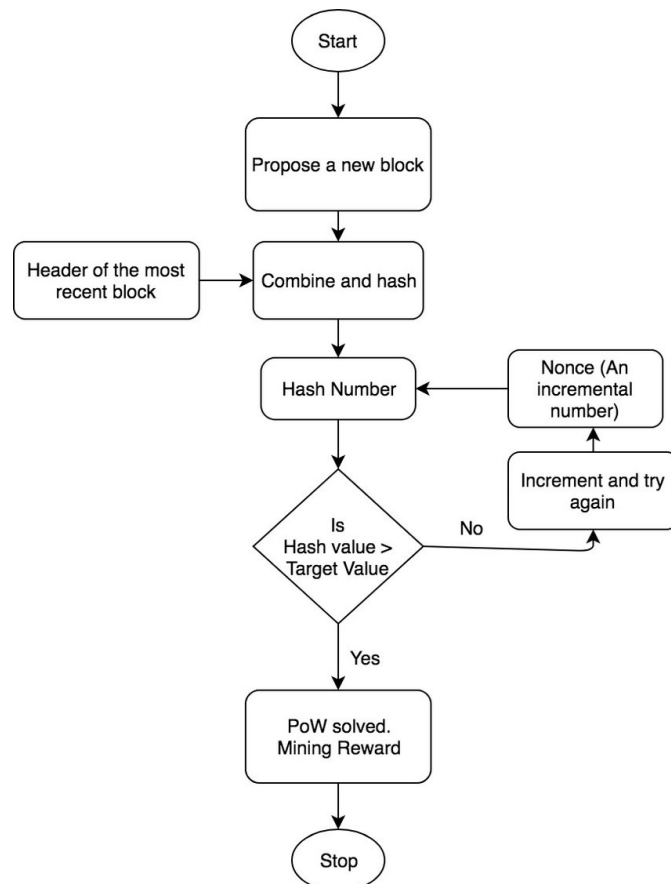 Start
Propose a new block
Header of the most
recent block
Combine and hash
Hash Number
Nonce (An
incremental
number)
Increment and try
again
Is
Hash value >
Target Value
No
Yes
PoW solved.
Mining Reward
Stop